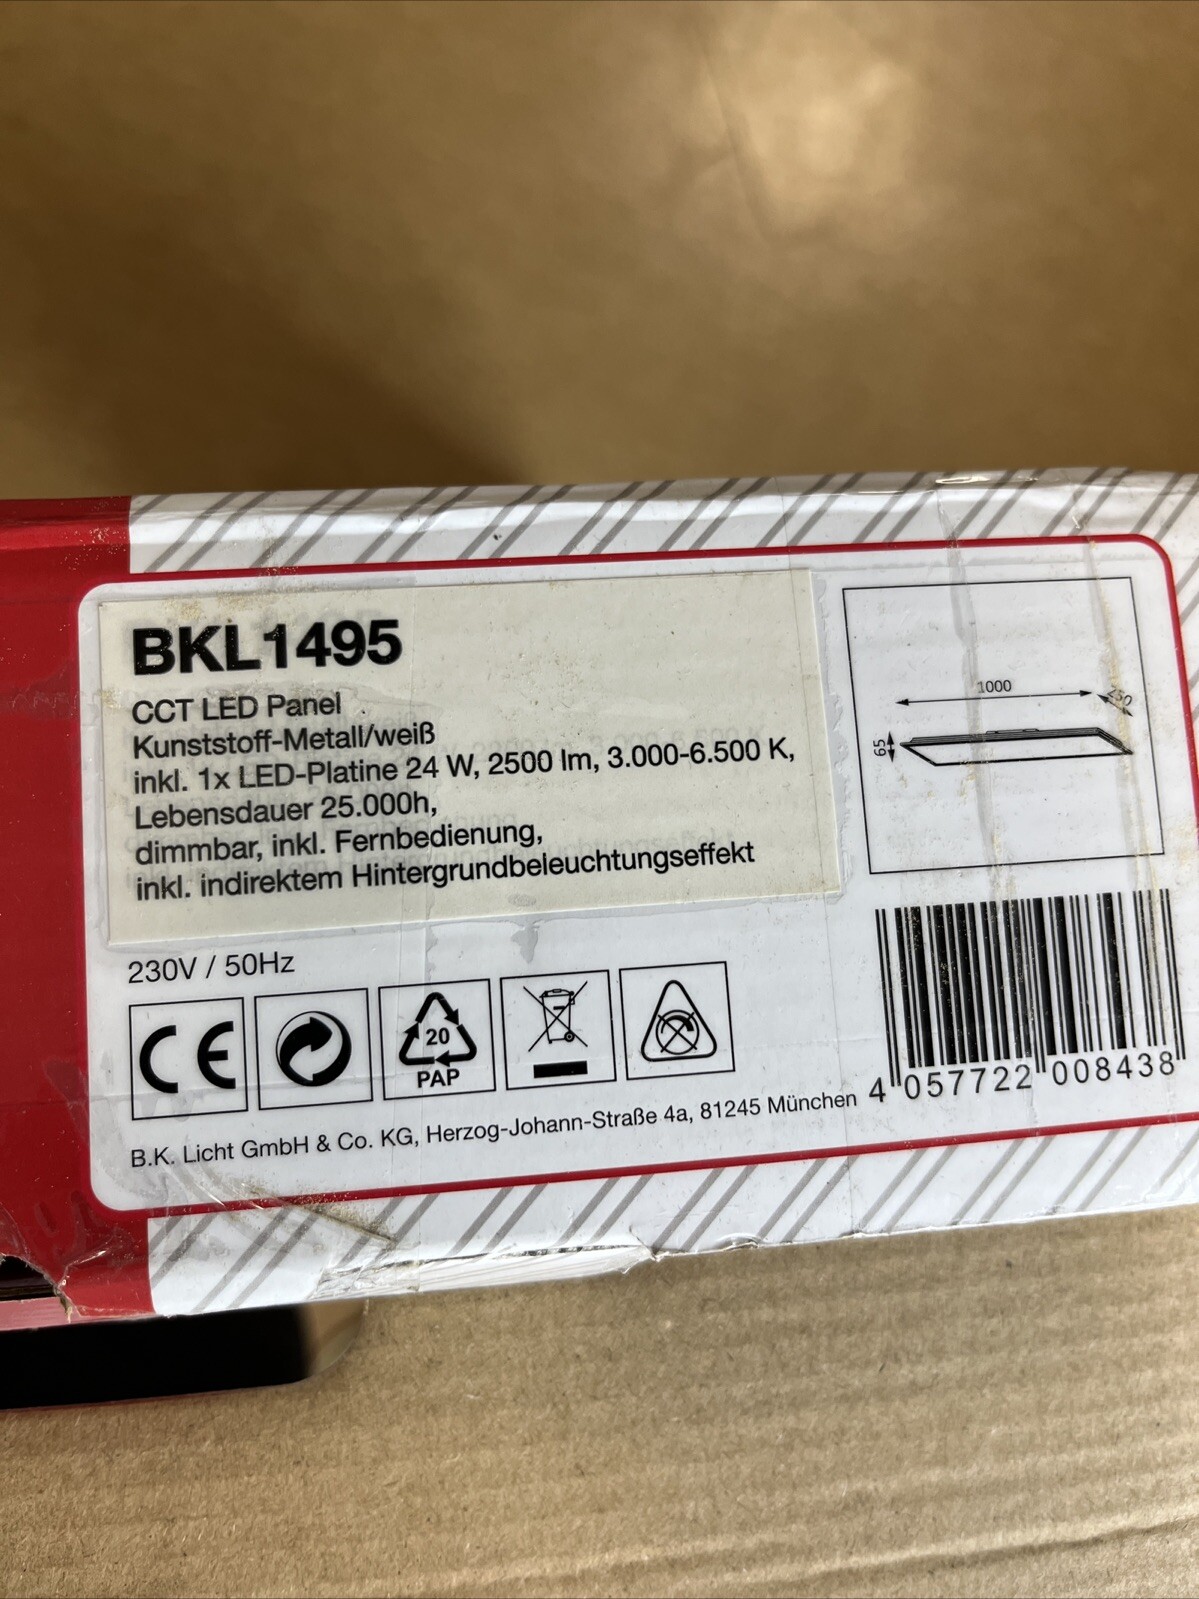 BKL1495
CCT LED Panel
Kunststoff-Metall/weiß
inkl. 1x LED-Platine 24 W, 2500 lm, 3.000-6.500 K,
Lebensdauer 25.000h,
dimmbar, inkl. Fernbedienung,
inkl. indirektem Hintergrundbeleuchtungseffekt
1000
250
65
230V / 50Hz
CE
20
PAP
4 057722 008438
B.K. Licht GmbH & Co. KG, Herzog-Johann-Straße 4a, 81245 München